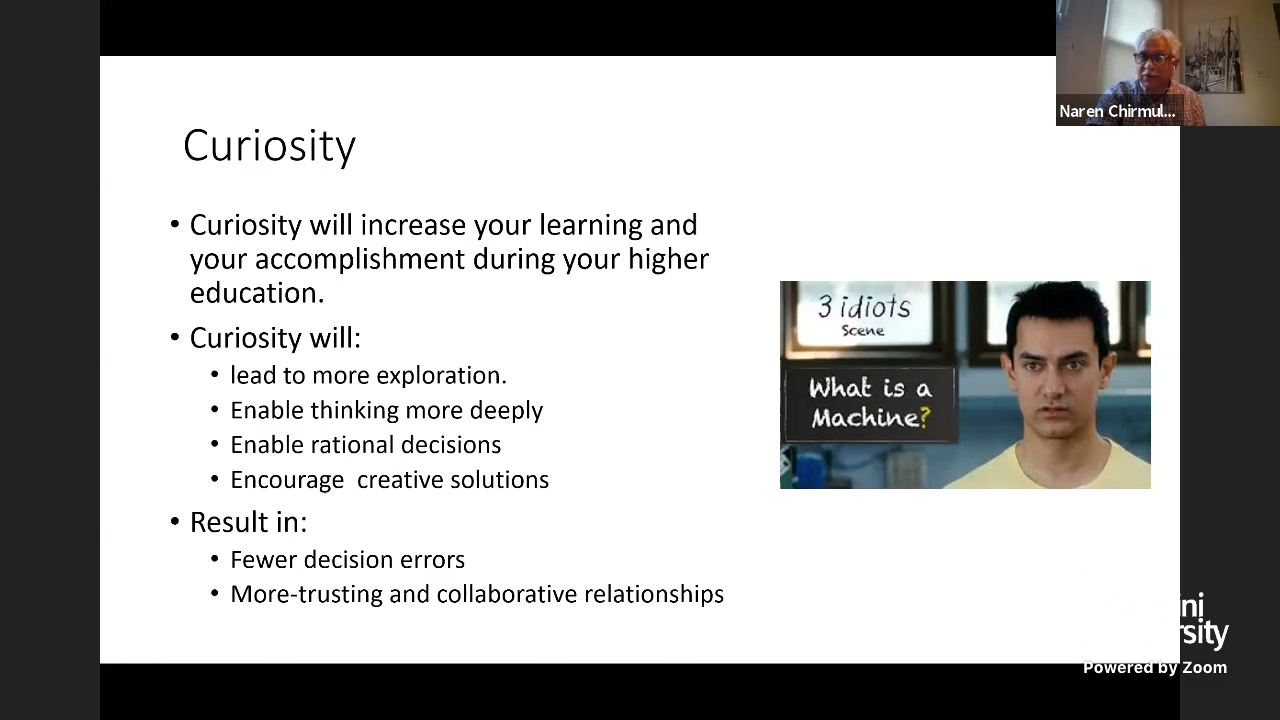 Naren Chirmul...
Curiosity
• Curiosity will increase your learning and
your accomplishment during your higher
education.
• Curiosity will:
• lead to more exploration.
• Enable thinking more deeply
• Enable rational decisions
• Encourage  creative solutions
• Result in:
• Fewer decision errors
• More-trusting and collaborative relationships
3 idiots
Scene
What is a
Machine?
ni
rsity
Powered by Zoom